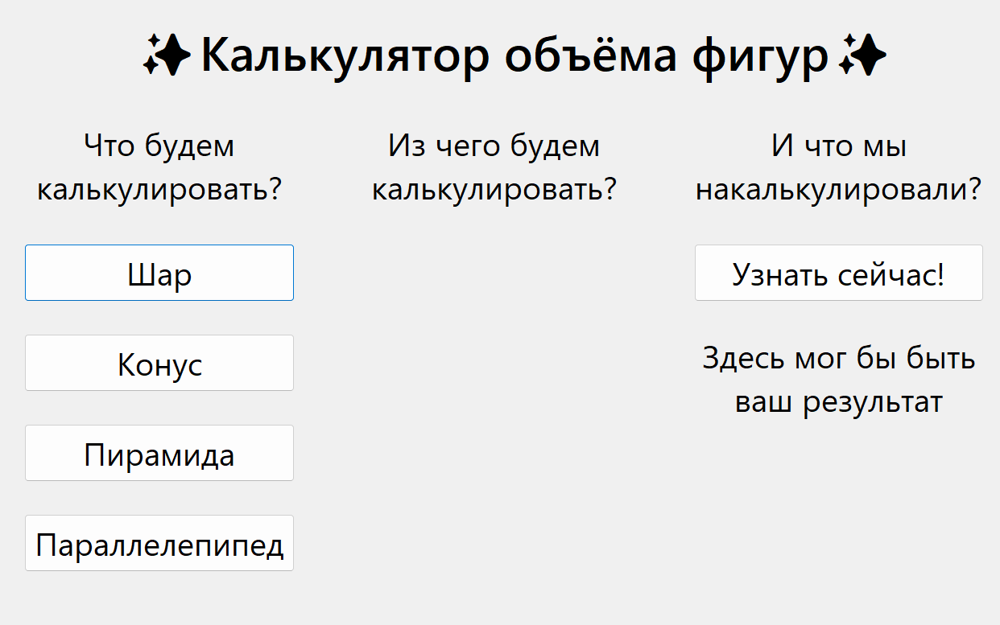 ✨Калькулятор объёма фигур✨
Что будем
калькулировать?
Шар
Конус
Пирамида
Параллелепипед
Из чего будем
калькулировать?
И что мы
накалькулировали?
Узнать сейчас!
Здесь мог бы быть
ваш результат